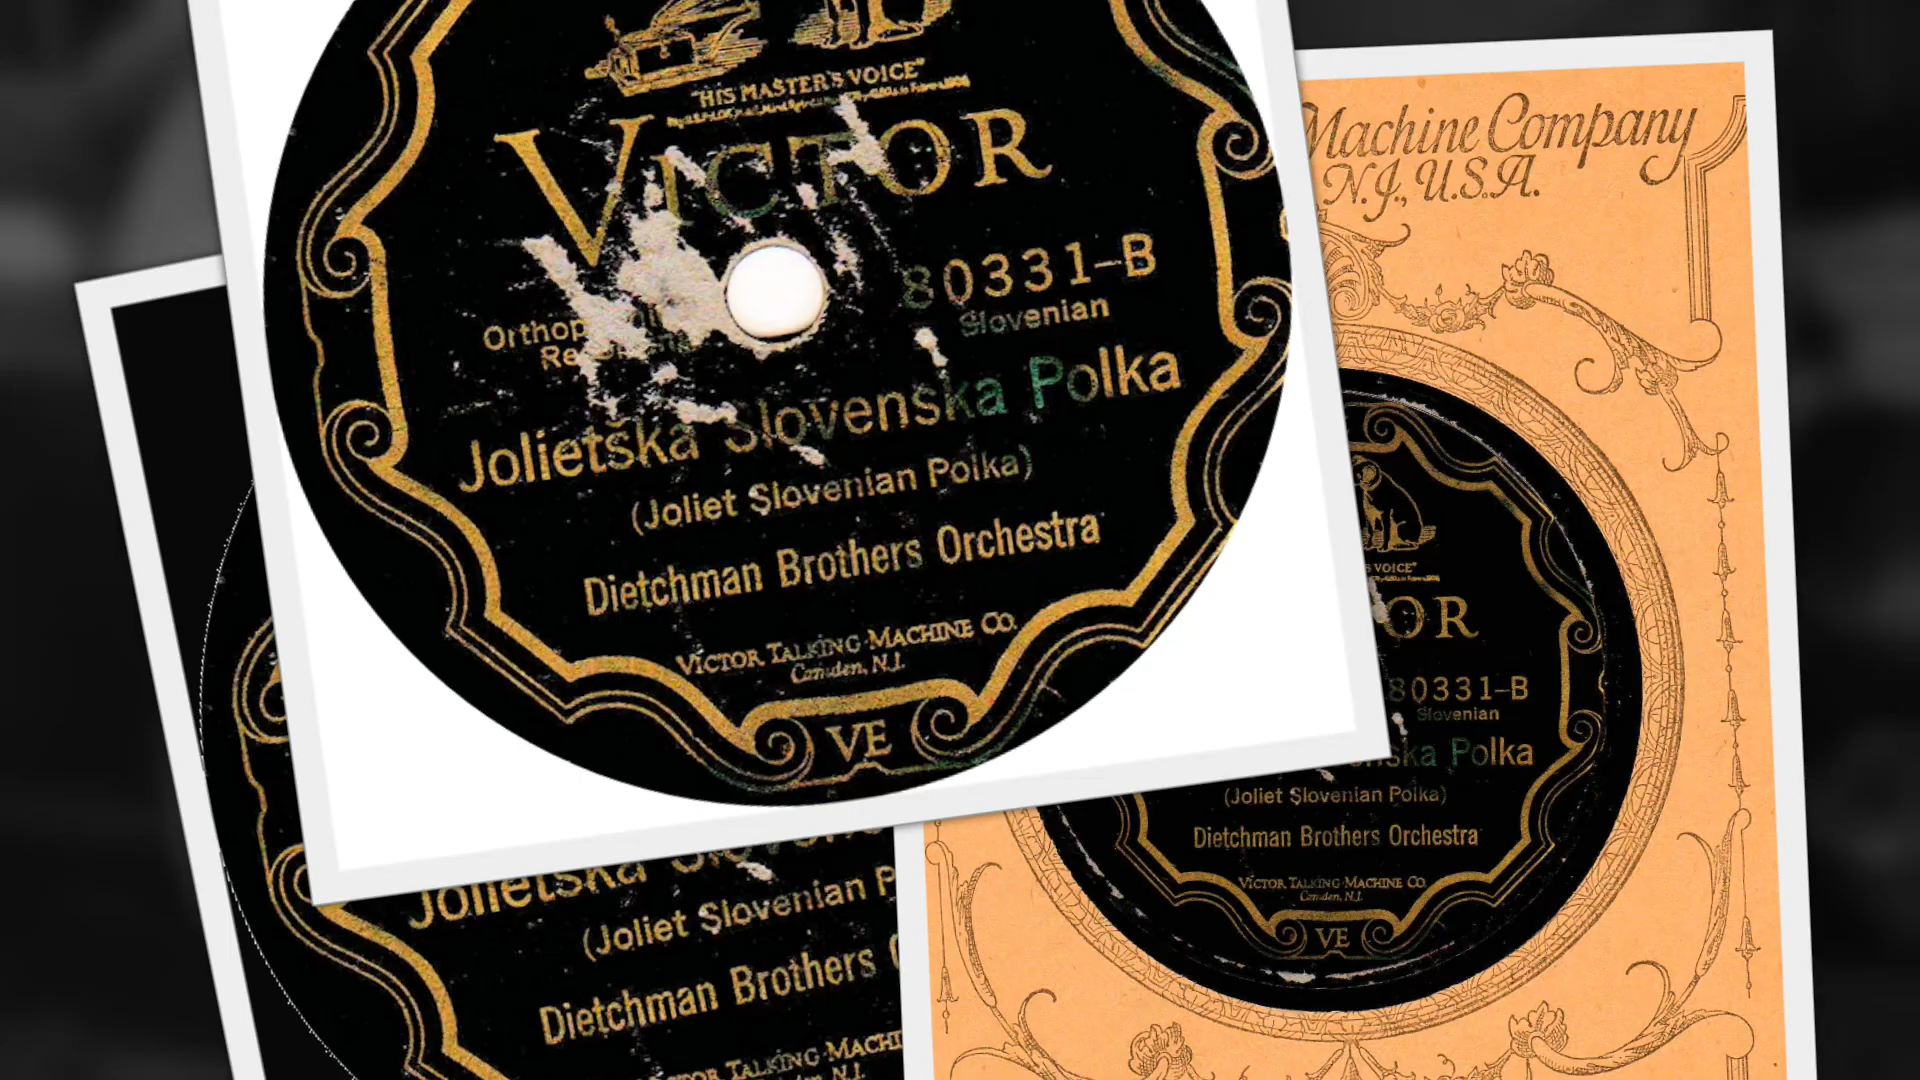 "HIS MASTER'S VOICE"
VICTOR
80331-B
Slovenian
Jolietška Slovenska Polka
(Joliet Slovenian Polka)
Dietchman Brothers Orchestra
VICTOR TALKING MACHINE CO.
Camden, N.J.
VE
Machine Company
N.J., U.S.A.
VOICE"
OR
80331-B
Slovenian
ska Polka
(Joliet Slovenian Polka)
Dietchman Brothers Orchestra
VICTOR TALKING MACHINE CO.
Camden, N.J.
VE
Jolietška
(Joliet Slovenian P
Dietchman Brothers
TALKING MACHI
N.J.